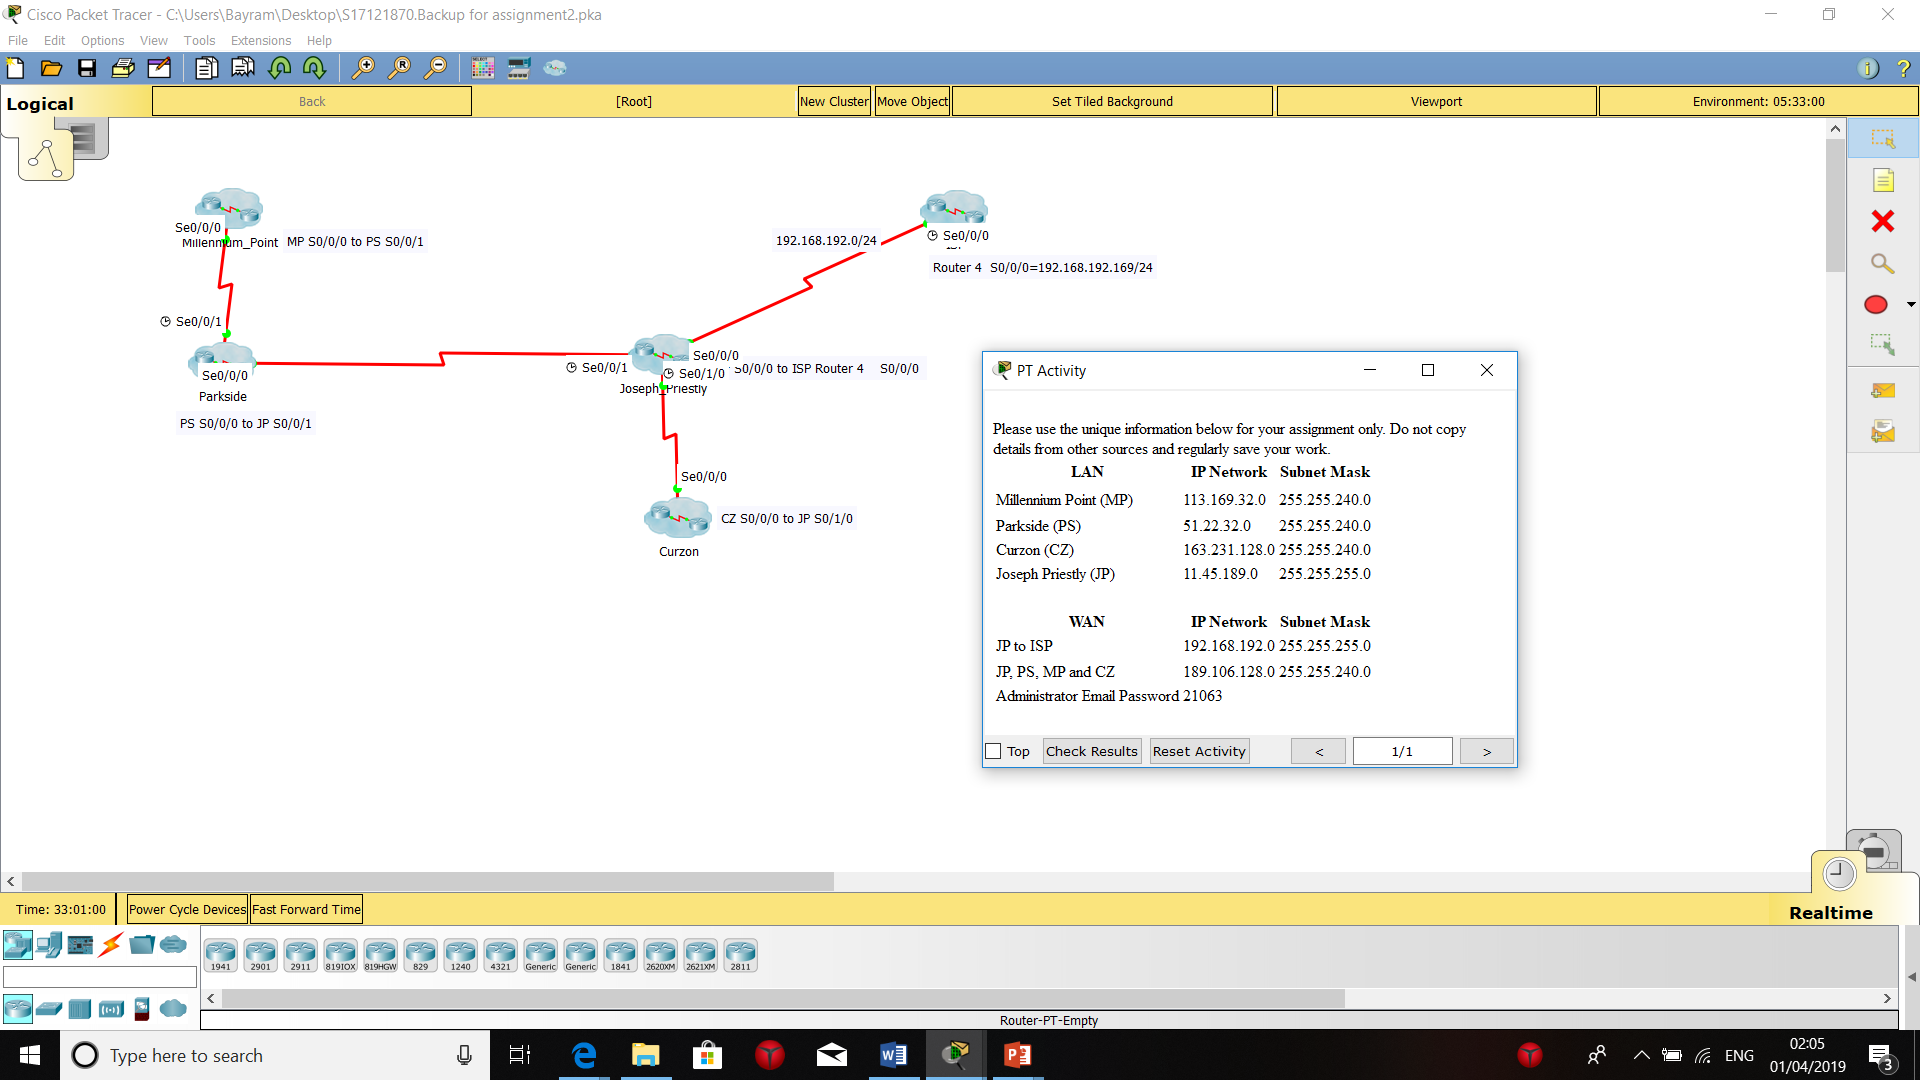 Cisco Packet Tracer - C:\Users\Bayram\Desktop\S17121870.Backup for assignment2.pka
File Edit Options View Tools Extensions Help
Logical
Back
[Root]
New Cluster
Move Object
Set Tiled Background
Viewport
Environment: 05:33:00
Se0/0/0
Millennium_Point
MP S0/0/0 to PS S0/0/1
Se0/0/1
Se0/0/0
Parkside
PS S0/0/0 to JP S0/0/1
192.168.192.0/24
Se0/0/0
Router 4 S0/0/0=192.168.192.169/24
Se0/0/1
Se0/0/0
Se0/1/0
S0/0/0 to ISP Router 4 S0/0/0
Joseph_Priestly
Se0/0/0
CZ S0/0/0 to JP S0/1/0
Curzon
PT Activity
Please use the unique information below for your assignment only. Do not copy
details from other sources and regularly save your work.
LAN IP Network Subnet Mask
Millennium Point (MP) 113.169.32.0 255.255.240.0
Parkside (PS) 51.22.32.0 255.255.240.0
Curzon (CZ) 163.231.128.0 255.255.240.0
Joseph Priestly (JP) 11.45.189.0 255.255.255.0
WAN IP Network Subnet Mask
JP to ISP 192.168.192.0 255.255.255.0
JP, PS, MP and CZ 189.106.128.0 255.255.240.0
Administrator Email Password 21063
Top
Check Results
Reset Activity
<
1/1
>
Time: 33:01:00
Power Cycle Devices
Fast Forward Time
Realtime
1941 2901 2911 819IOX 819HGW 829 1240 4321 Generic Generic 1841 2620XM 2621XM 2811
Router-PT-Empty
Type here to search
ENG
02:05
01/04/2019
3